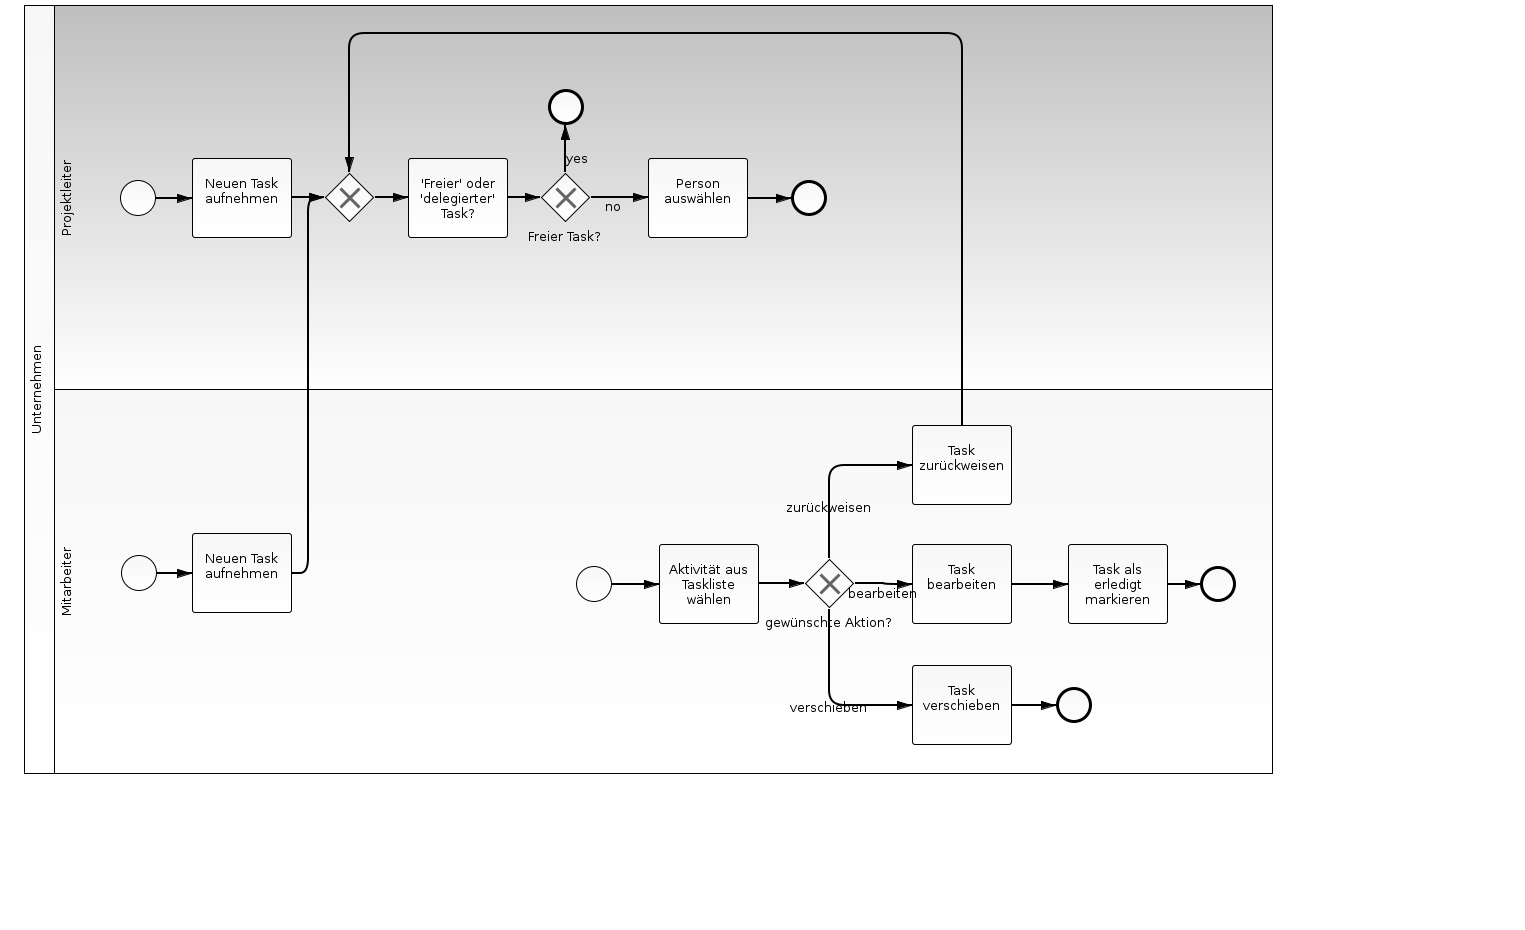 Unternehmen
Projektleiter
Neuen Task
aufnehmen
'Freier' oder
'delegierter'
Task?
yes
no
Freier Task?
Person
auswählen
Mitarbeiter
Neuen Task
aufnehmen
Aktivität aus
Taskliste
wählen
gewünschte Aktion?
zurückweisen
Task
zurückweisen
bearbeiten
Task
bearbeiten
Task als
erledigt
markieren
verschieben
Task
verschieben